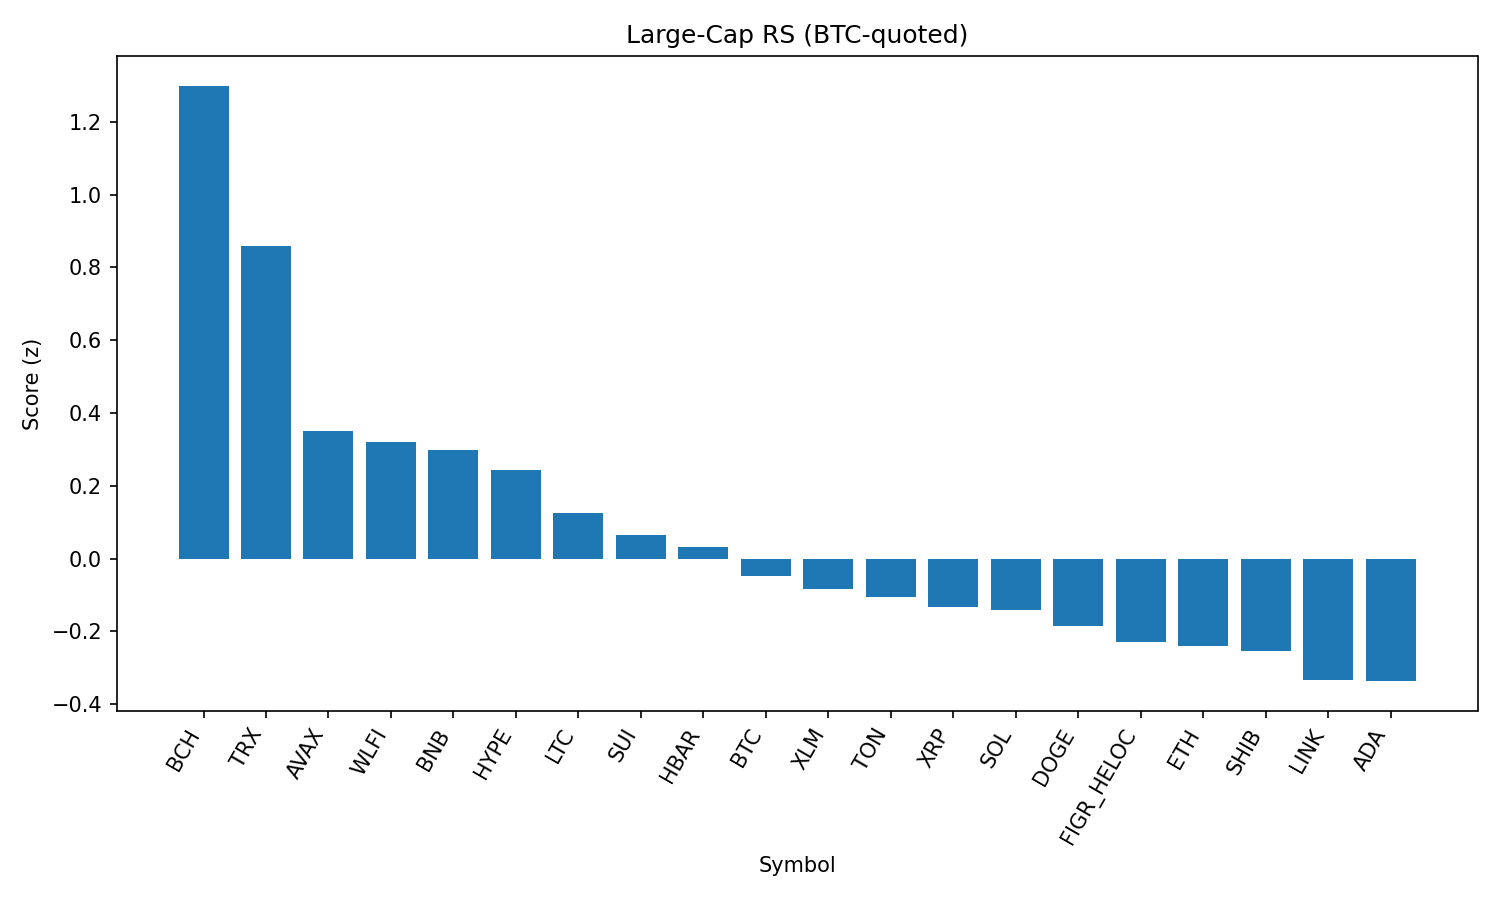 Large-Cap RS (BTC-quoted)
Score (z)
1.2
1.0
0.8
0.6
0.4
0.2
0.0
−0.2
−0.4
BCH
TRX
AVAX
WLFI
BNB
HYPE
LTC
SUI
HBAR
BTC
XLM
TON
XRP
SOL
DOGE
FIGR_HELOC
ETH
SHIB
LINK
ADA
Symbol